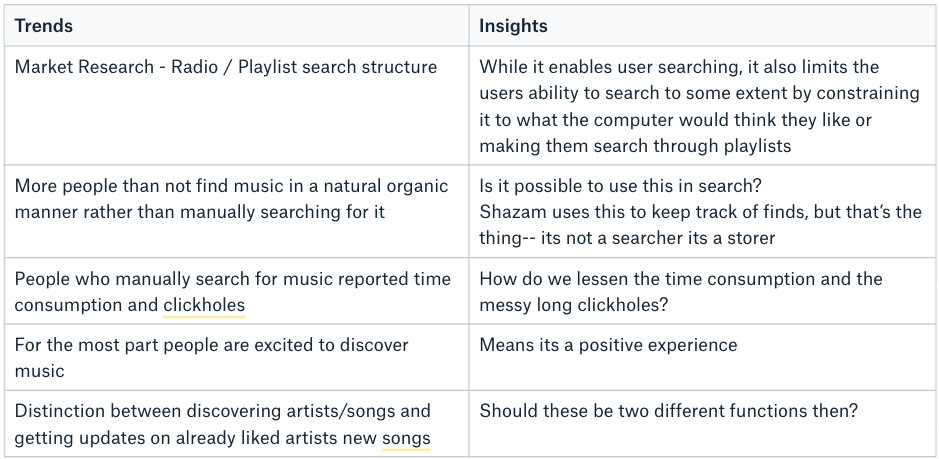 Trends
Insights
Market Research - Radio / Playlist search structure
While it enables user searching, it also limits the
users ability to search to some extent by constraining
it to what the computer would think they like or
making them search through playlists
More people than not find music in a natural organic
manner rather than manually searching for it
Is it possible to use this in search?
Shazam uses this to keep track of finds, but that’s the
thing-- its not a searcher its a storer
People who manually search for music reported time
consumption and clickholes
How do we lessen the time consumption and the
messy long clickholes?
For the most part people are excited to discover
music
Means its a positive experience
Distinction between discovering artists/songs and
getting updates on already liked artists new songs
Should these be two different functions then?